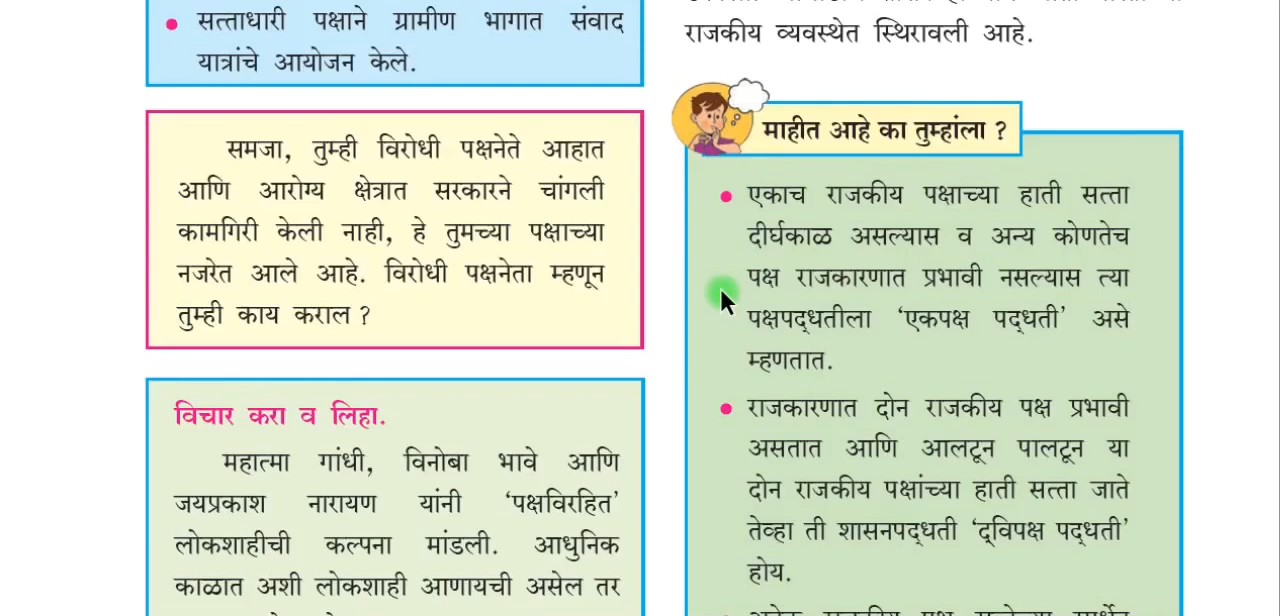 सत्ताधारी पक्षाने ग्रामीण भागात संवाद
यात्रांचे आयोजन केले.
समजा, तुम्ही विरोधी पक्षनेते आहात
आणि आरोग्य क्षेत्रात सरकारने चांगली
कामगिरी केली नाही, हे तुमच्या पक्षाच्या
नजरेत आले आहे. विरोधी पक्षनेता म्हणून
तुम्ही काय कराल ?
विचार करा व लिहा.
महात्मा गांधी, विनोबा भावे आणि
जयप्रकाश नारायण यांनी ‘पक्षविरहित’
लोकशाहीची कल्पना मांडली. आधुनिक
काळात अशी लोकशाही आणायची असेल तर
राजकीय व्यवस्थेत स्थिरावली आहे.
माहीत आहे का तुम्हांला ?
एकाच राजकीय पक्षाच्या हाती सत्ता
दीर्घकाळ असल्यास व अन्य कोणतेच
पक्ष राजकारणात प्रभावी नसल्यास त्या
पक्षपद्धतीला ‘एकपक्ष पद्धती’ असे
म्हणतात.
राजकारणात दोन राजकीय पक्ष प्रभावी
असतात आणि आलटून पालटून या
दोन राजकीय पक्षांच्या हाती सत्ता जाते
तेव्हा ती शासनपद्धती ‘द्विपक्ष पद्धती’
होय.